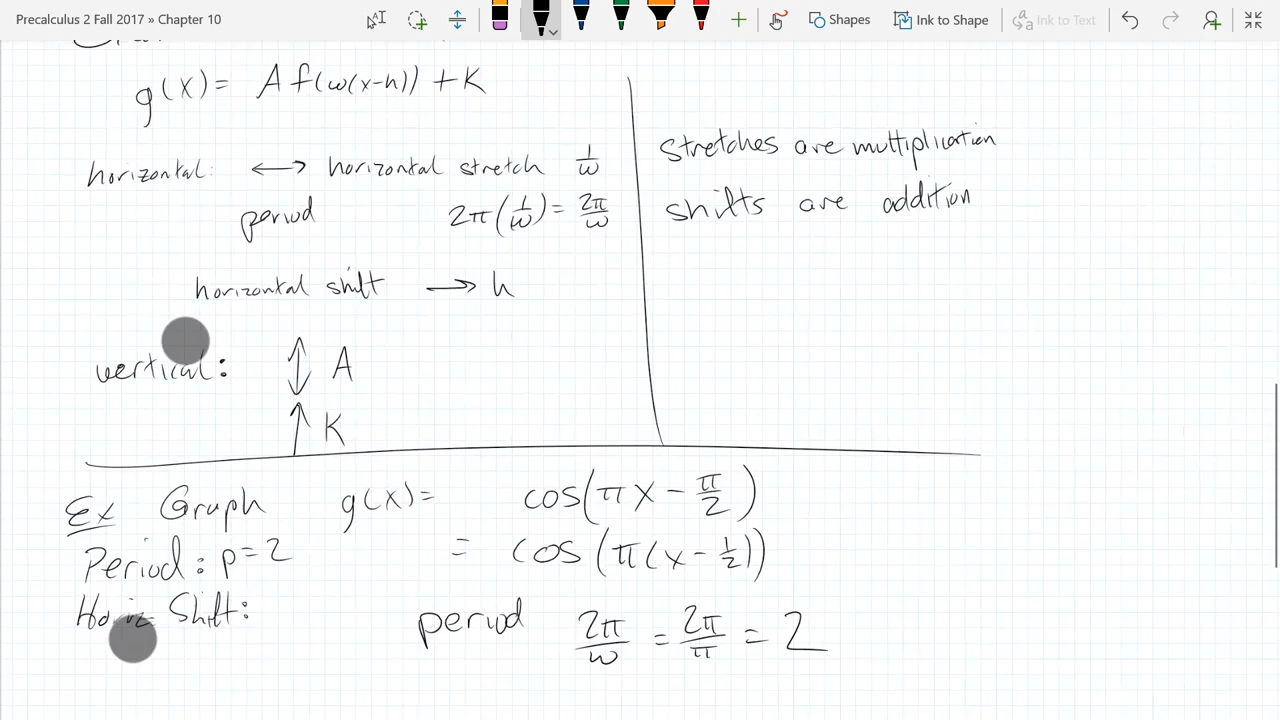 Precalculus 2 Fall 2017 » Chapter 10
Shapes
Ink to Shape
Ink to Text
g(x) = A f(ω(x-h)) + K
horizontal: ↔ horizontal stretch 1/ω
period 2π(1/ω) = 2π/ω
horizontal shift → h
vertical: ↕ A
↑ K
stretches are multiplication
shifts are addition
Ex Graph g(x) = cos(πx - π/2)
= cos(π(x - 1/2))
Period: p=2
Horiz Shift:
period 2π/ω = 2π/π = 2